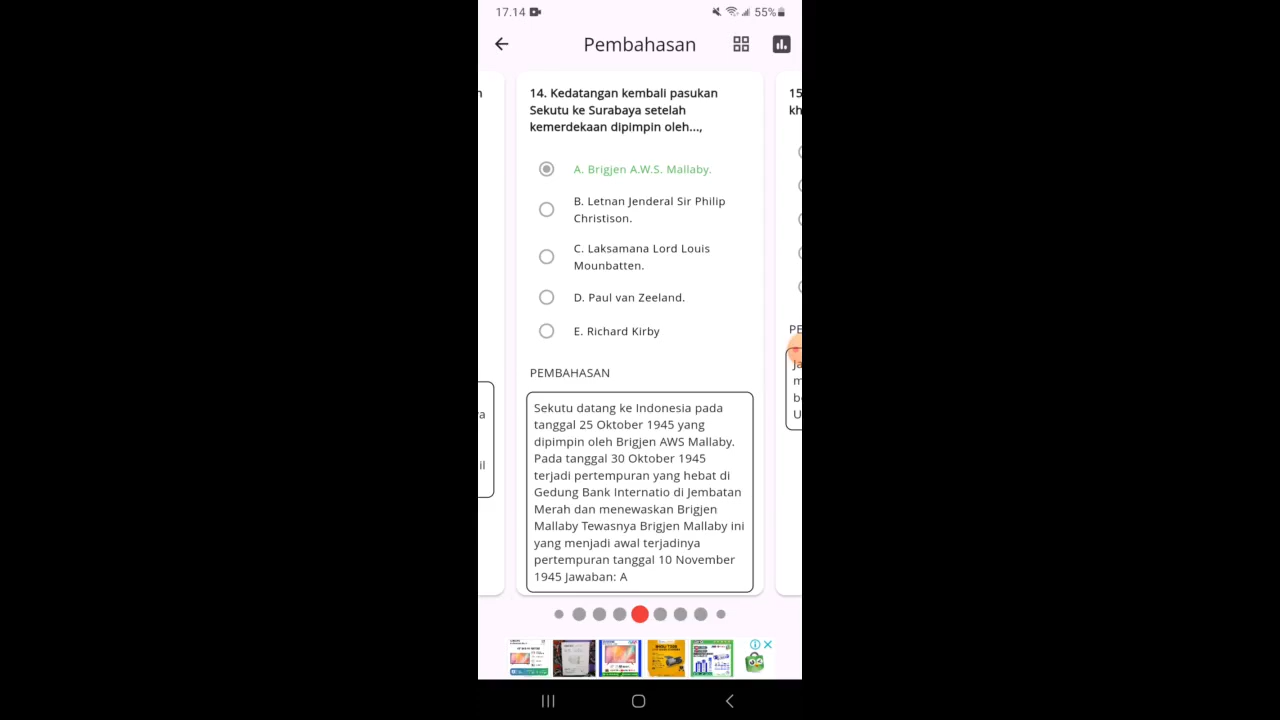 17.14
55%
Pembahasan
14. Kedatangan kembali pasukan
Sekutu ke Surabaya setelah
kemerdekaan dipimpin oleh...,
A. Brigjen A.W.S. Mallaby.
B. Letnan Jenderal Sir Philip
Christison.
C. Laksamana Lord Louis
Mounbatten.
D. Paul van Zeeland.
E. Richard Kirby
PEMBAHASAN
Sekutu datang ke Indonesia pada
tanggal 25 Oktober 1945 yang
dipimpin oleh Brigjen AWS Mallaby.
Pada tanggal 30 Oktober 1945
terjadi pertempuran yang hebat di
Gedung Bank Internatio di Jembatan
Merah dan menewaskan Brigjen
Mallaby Tewasnya Brigjen Mallaby ini
yang menjadi awal terjadinya
pertempuran tanggal 10 November
1945 Jawaban: A
15
kh
PE